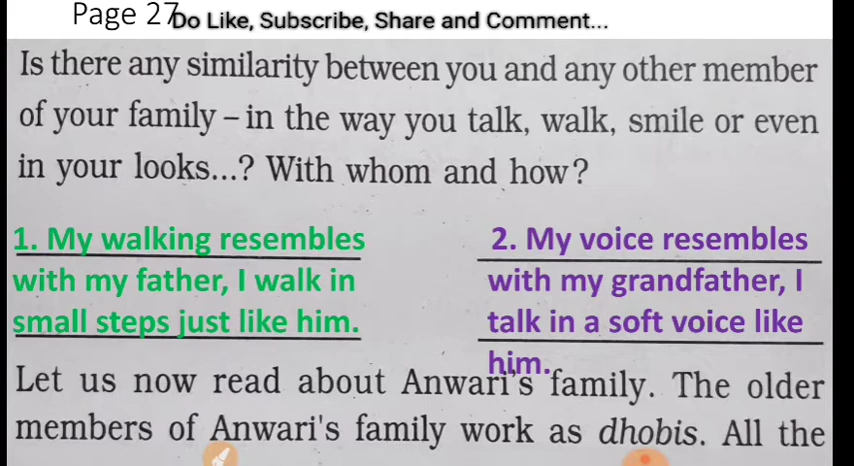 Page 27
Do Like, Subscribe, Share and Comment...
Is there any similarity between you and any other member
of your family – in the way you talk, walk, smile or even
in your looks...? With whom and how?
1. My walking resembles
with my father, I walk in
small steps just like him.
2. My voice resembles
with my grandfather, I
talk in a soft voice like
him.
Let us now read about Anwari's family. The older
members of Anwari's family work as dhobis. All the